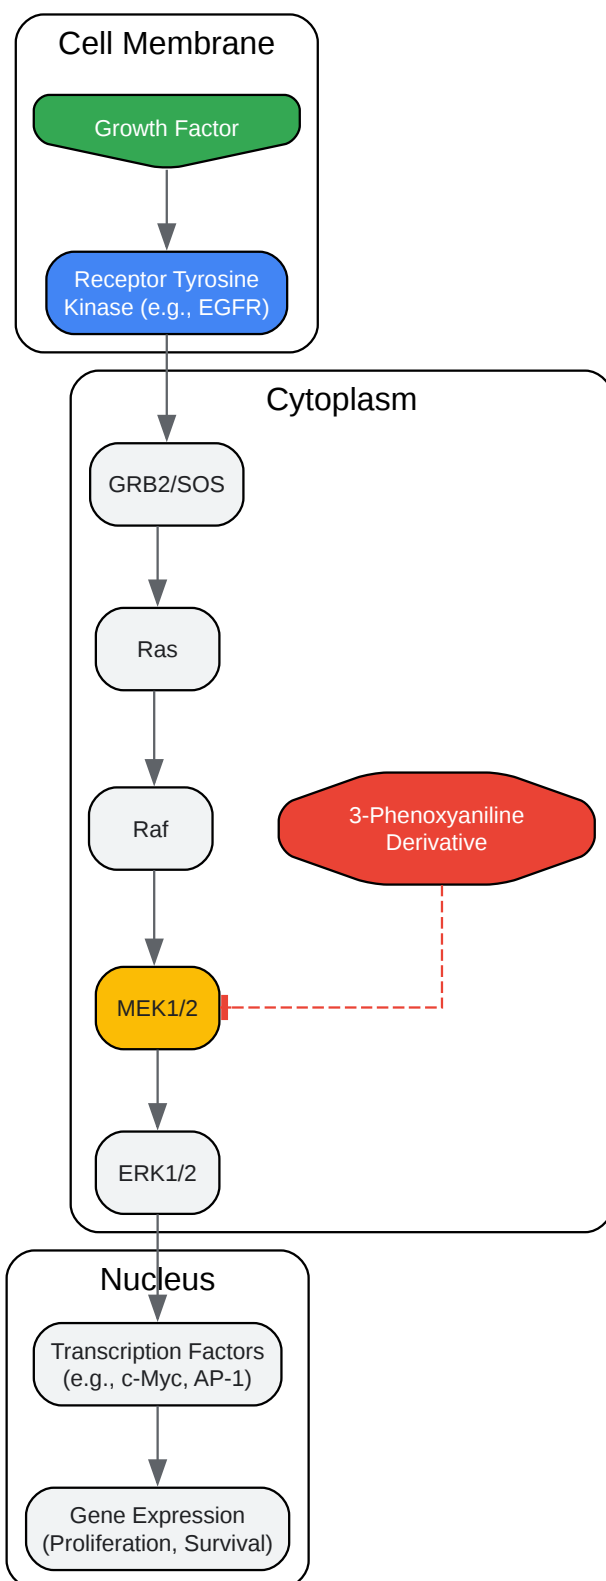 Cell Membrane
Growth Factor
Receptor Tyrosine
Kinase (e.g., EGFR)
Cytoplasm
GRB2/SOS
Ras
Raf
3-Phenoxyaniline
Derivative
MEK1/2
ERK1/2
Nucleus
Transcription Factors
(e.g., c-Myc, AP-1)
Gene Expression
(Proliferation, Survival)